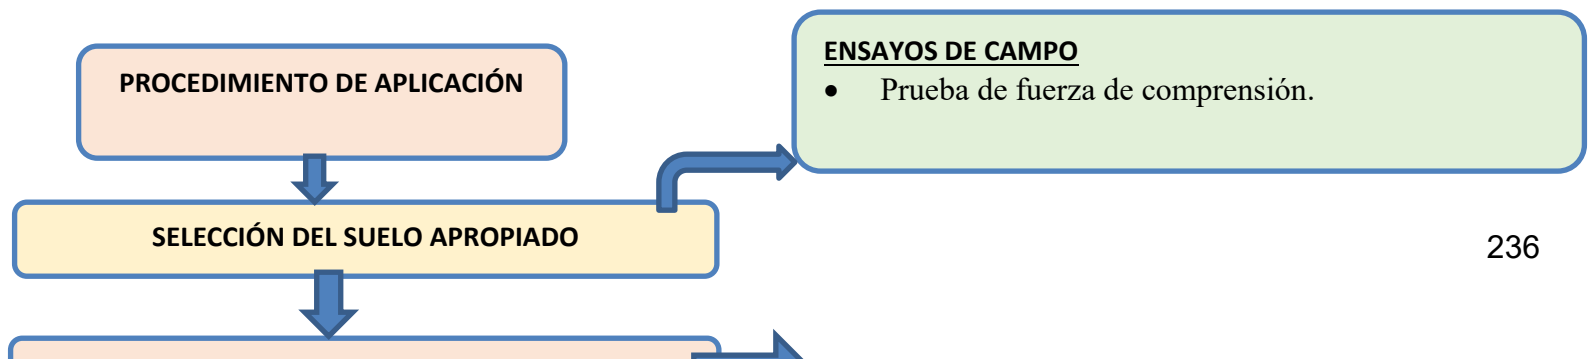 PROCEDIMIENTO DE APLICACIÓN
ENSAYOS DE CAMPO
• Prueba de fuerza de comprensión.
SELECCIÓN DEL SUELO APROPIADO
236